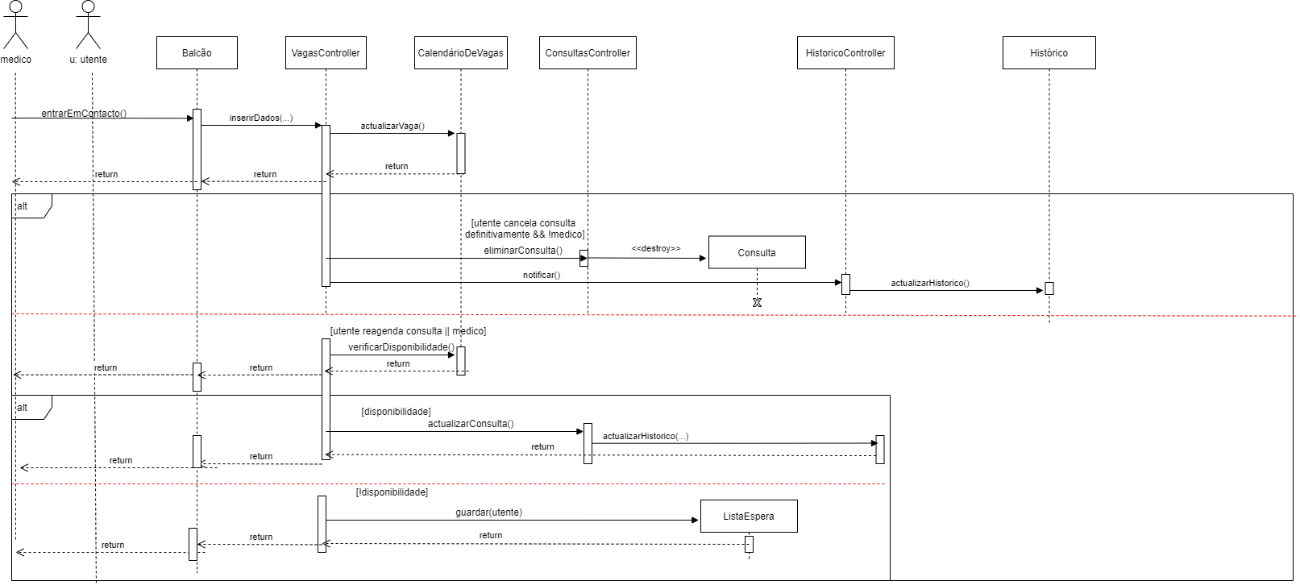 medico
u: utente
Balcão
VagasController
CalendárioDeVagas
ConsultasController
HistoricoController
Histórico
entrarEmContacto()
inserirDados(...)
actualizarVaga()
return
return
return
alt
[utente cancela consulta
definitivamente && !medico]
eliminarConsulta()
<<destroy>>
Consulta
notificar()
actualizarHistorico()
[utente reagenda consulta || medico]
verificarDisponibilidade()
return
return
return
alt
[disponibilidade]
actualizarConsulta()
actualizarHistorico(...)
return
return
return
[!disponibilidade]
guardar(utente)
ListaEspera
return
return
return